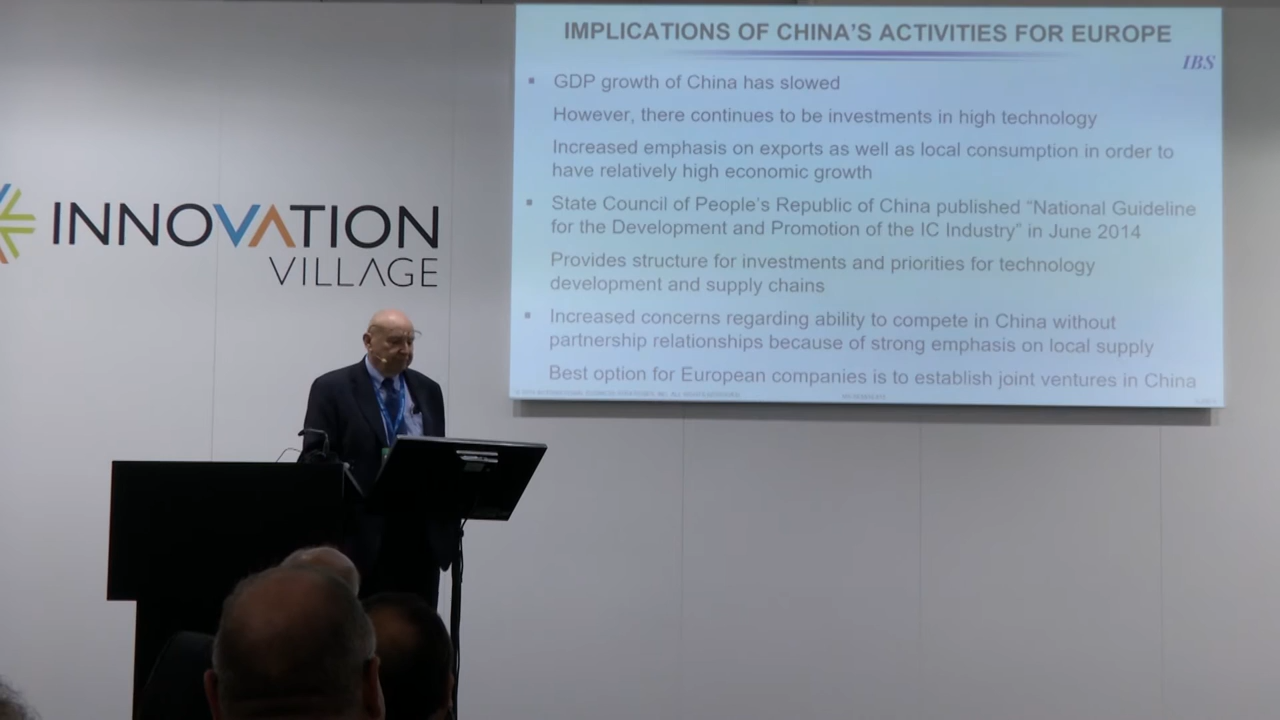 INNOVATION
VILLAGE
IMPLICATIONS OF CHINA'S ACTIVITIES FOR EUROPE
IBS
GDP growth of China has slowed
However, there continues to be investments in high technology
Increased emphasis on exports as well as local consumption in order to
have relatively high economic growth
State Council of People's Republic of China published “National Guideline
for the Development and Promotion of the IC Industry” in June 2014
Provides structure for investments and priorities for technology
development and supply chains
Increased concerns regarding ability to compete in China without
partnership relationships because of strong emphasis on local supply
Best option for European companies is to establish joint ventures in China